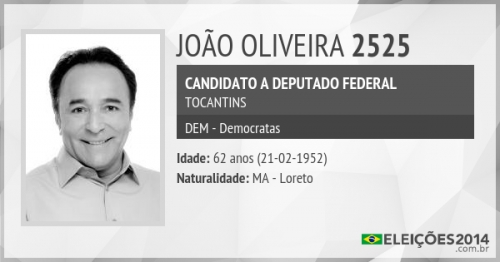 JOÃO OLIVEIRA 2525
CANDIDATO A DEPUTADO FEDERAL
TOCANTINS
DEM - Democratas
Idade: 62 anos (21-02-1952)
Naturalidade: MA - Loreto
ELEIÇÕES2014
.com.br